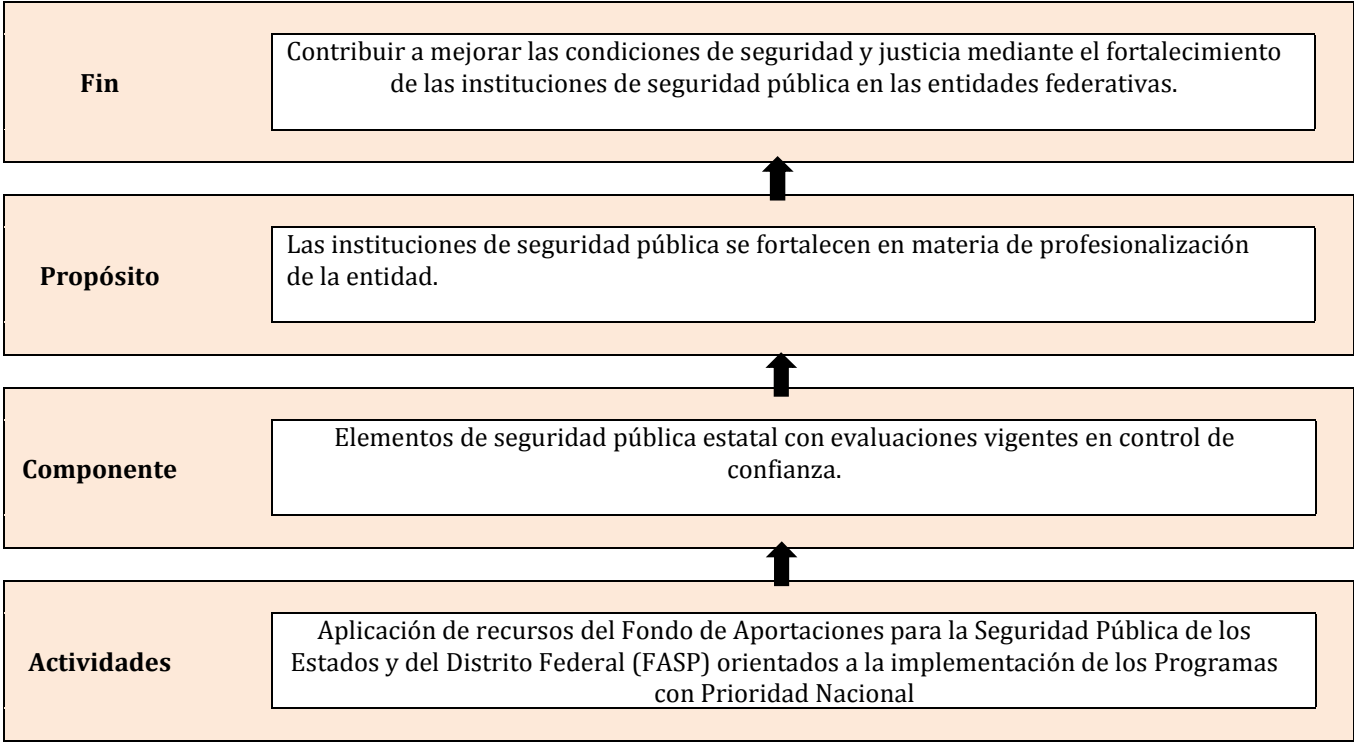 Fin
Contribuir a mejorar las condiciones de seguridad y justicia mediante el fortalecimiento
de las instituciones de seguridad pública en las entidades federativas.
Propósito
Las instituciones de seguridad pública se fortalecen en materia de profesionalización
de la entidad.
Componente
Elementos de seguridad pública estatal con evaluaciones vigentes en control de
confianza.
Actividades
Aplicación de recursos del Fondo de Aportaciones para la Seguridad Pública de los
Estados y del Distrito Federal (FASP) orientados a la implementación de los Programas
con Prioridad Nacional